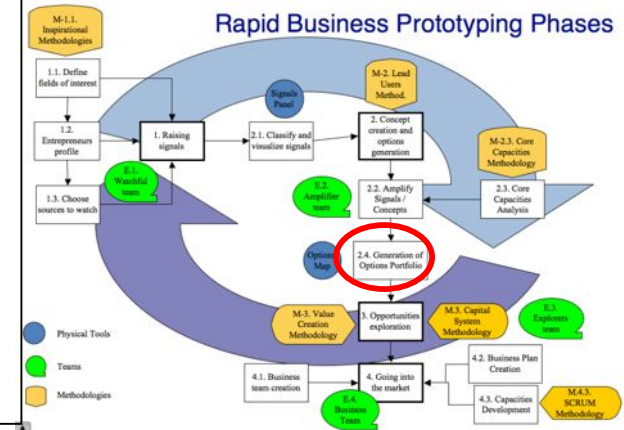 Rapid Business Prototyping Phases
M-1.1.
Inspirational
Methodologies
1.1. Define
fields of interest
1.2.
Entrepreneurs
profile
1.3. Choose
sources to watch
1. Raising
signals
E.1.
Watchful
team
Signals
Panel
2.1. Classify and
visualize signals
M-2. Lead
Users
Method.
2. Concept
creation and
options
generation
M-2.3. Core
Capacities
Methodology
E.2.
Amplifier
team
2.2. Amplify
Signals /
Concepts
2.3. Core
Capacities
Analysis
Options
Map
2.4. Generation of
Options Portfolio
M-3. Value
Creation
Methodology
3. Opportunities
exploration
M.3. Capital
System
Methodology
E.3.
Explorers
team
4.1. Business
team creation
4. Going into
the market
4.2. Business Plan
Creation
E.4.
Business
Team
4.3. Capacities
Development
M.4.3.
SCRUM
Methodology
Physical Tools
Teams
Methodologies